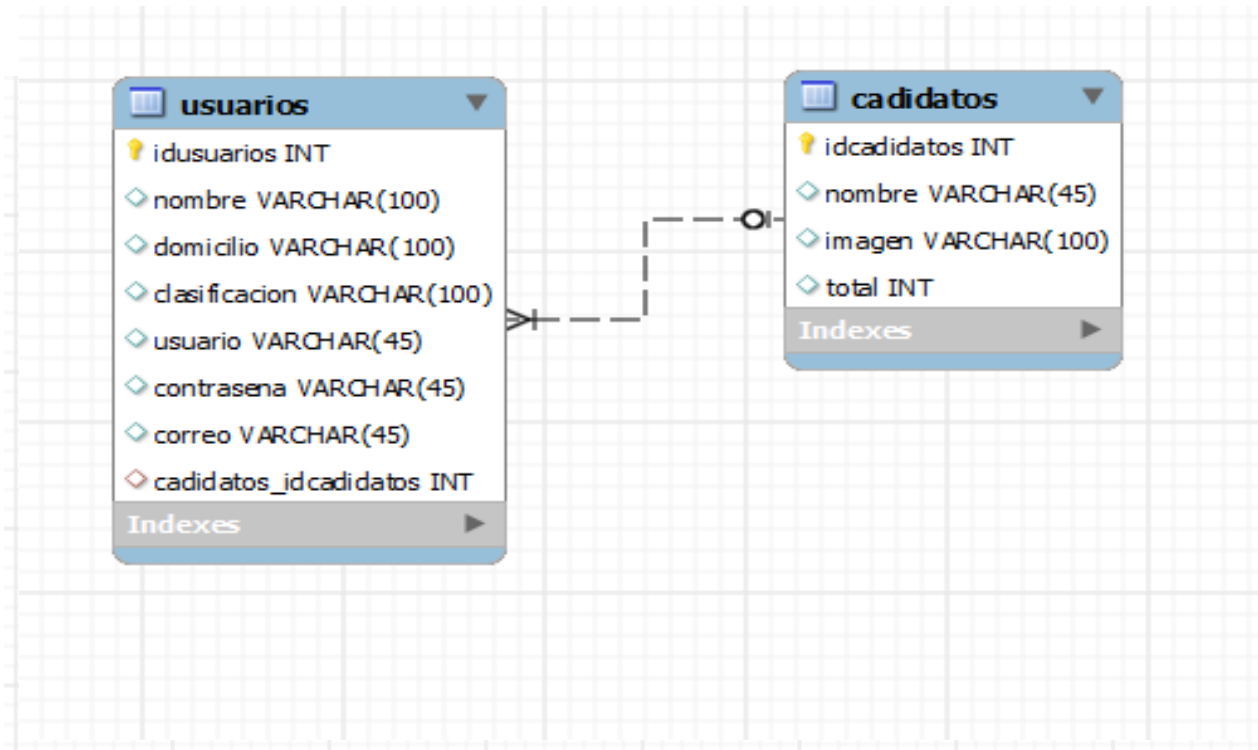 usuarios
idusuarios INT
nombre VARCHAR(100)
domicilio VARCHAR(100)
clasificacion VARCHAR(100)
usuario VARCHAR(45)
contrasena VARCHAR(45)
correo VARCHAR(45)
cadidatos_idcadidatos INT
Indexes
cadidatos
idcadidatos INT
nombre VARCHAR(45)
imagen VARCHAR(100)
total INT
Indexes